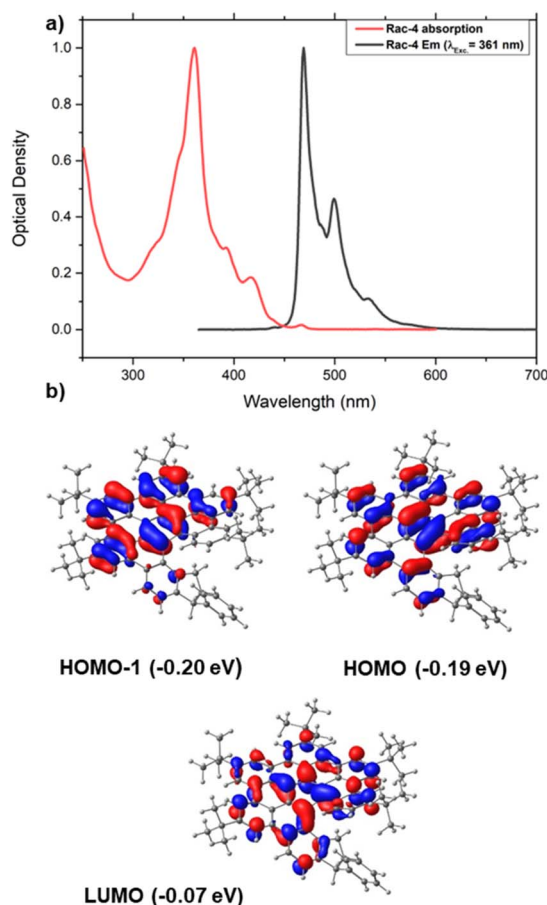 a)
Rac-4 absorption
Rac-4 Em (λExc.= 361 nm)
Optical Density
1.0
0.8
0.6
0.4
0.2
0.0
300 400 500 600 700
Wavelength (nm)
b)
HOMO-1 (-0.20 eV) HOMO (-0.19 eV)
LUMO (-0.07 eV)